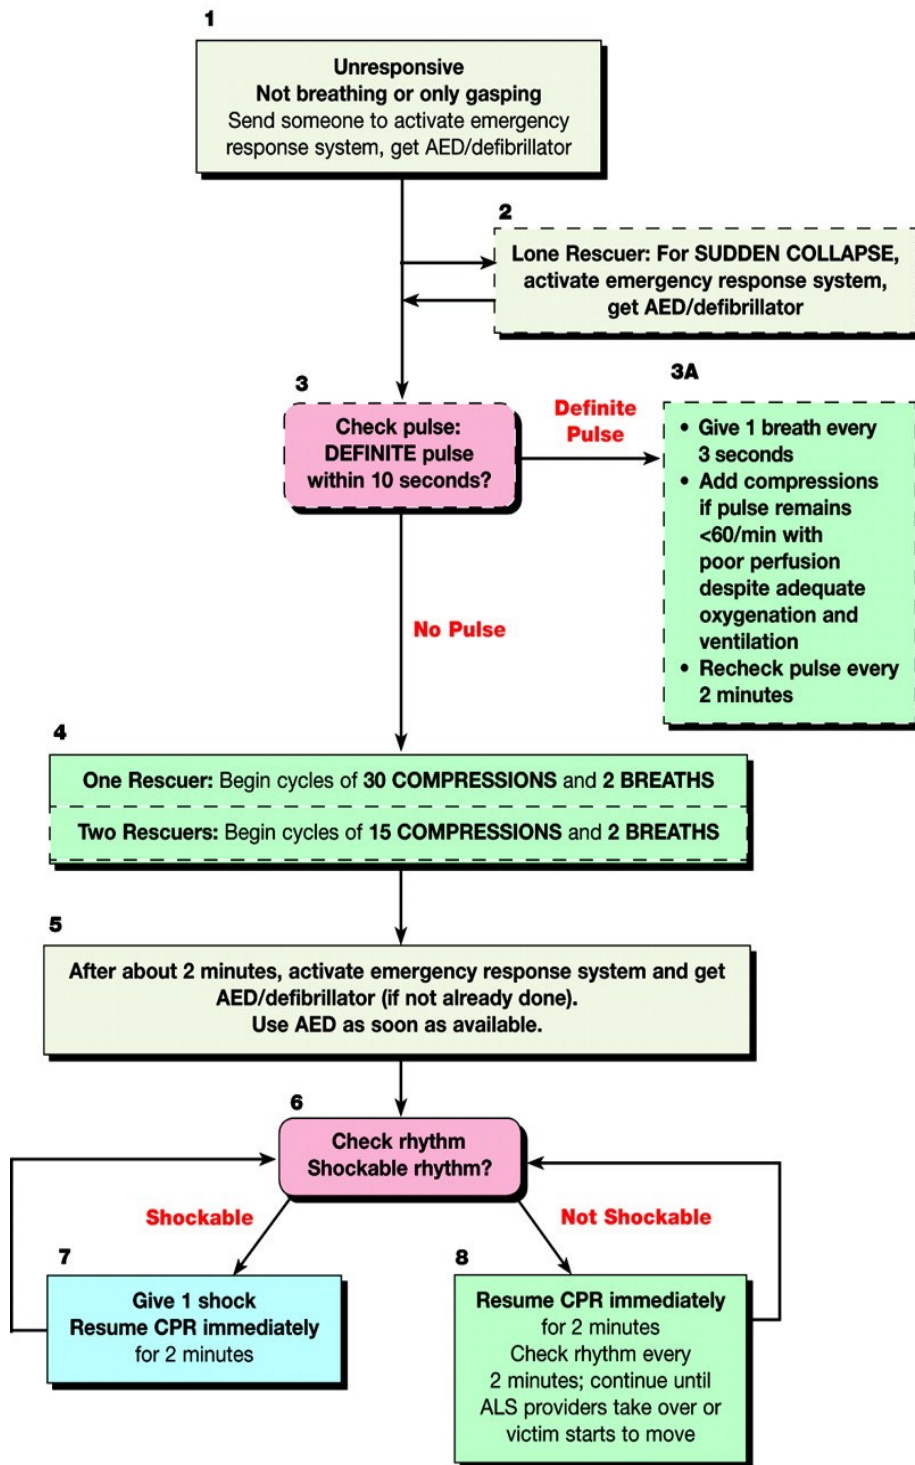 1
Unresponsive
Not breathing or only gasping
Send someone to activate emergency
response system, get AED/defibrillator
2
Lone Rescuer: For SUDDEN COLLAPSE,
activate emergency response system,
get AED/defibrillator
3
Check pulse:
DEFINITE pulse
within 10 seconds?
Definite
Pulse
3A
• Give 1 breath every
3 seconds
• Add compressions
if pulse remains
<60/min with
poor perfusion
despite adequate
oxygenation and
ventilation
• Recheck pulse every
2 minutes
No Pulse
4
One Rescuer: Begin cycles of 30 COMPRESSIONS and 2 BREATHS
Two Rescuers: Begin cycles of 15 COMPRESSIONS and 2 BREATHS
5
After about 2 minutes, activate emergency response system and get
AED/defibrillator (if not already done).
Use AED as soon as available.
6
Check rhythm
Shockable rhythm?
Shockable
Not Shockable
7
Give 1 shock
Resume CPR immediately
for 2 minutes
8
Resume CPR immediately
for 2 minutes
Check rhythm every
2 minutes; continue until
ALS providers take over or
victim starts to move